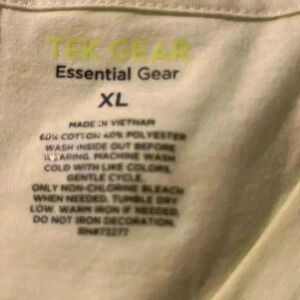 TEK GEAR
Essential Gear
XL
MADE IN VIETNAM
60% COTTON 40% POLYESTER
WASH INSIDE OUT BEFORE
WEARING. MACHINE WASH
COLD WITH LIKE COLORS,
GENTLE CYCLE.
ONLY NON-CHLORINE BLEACH
WHEN NEEDED. TUMBLE DRY
LOW. WARM IRON IF NEEDED.
DO NOT IRON DECORATION.
RN#73277